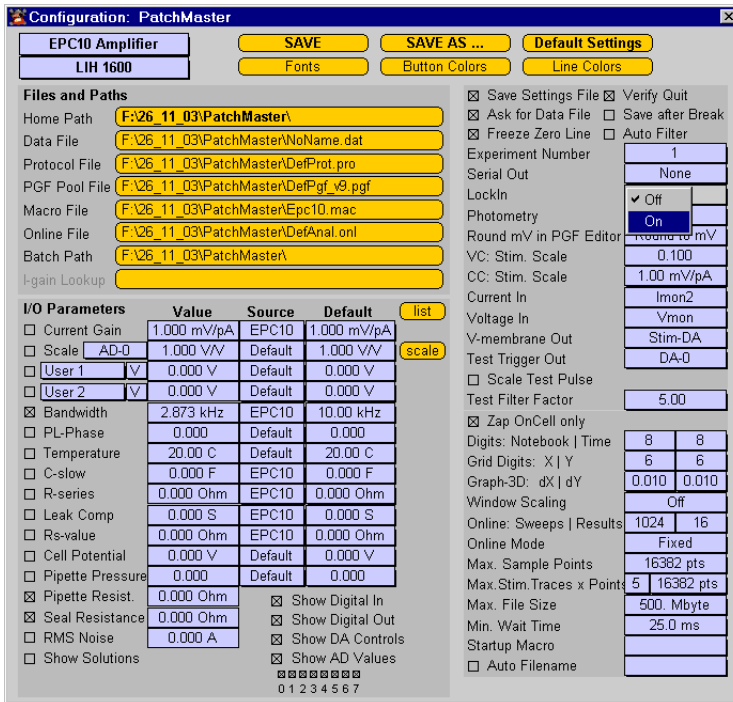 Configuration: PatchMaster
EPC10 Amplifier SAVE SAVE AS ... Default Settings
LIH 1600 Fonts Button Colors Line Colors
Files and Paths
Home Path F:\26_11_03\PatchMaster\
Data File F:\26_11_03\PatchMaster\NoName.dat
Protocol File F:\26_11_03\PatchMaster\DefProt.pro
PGF Pool File F:\26_11_03\PatchMaster\DefPgf_v9.pgf
Macro File F:\26_11_03\PatchMaster\Epc10.mac
Online File F:\26_11_03\PatchMaster\DefAnal.onl
Batch Path F:\26_11_03\PatchMaster\
I-gain Lookup
I/O Parameters Value Source Default list
Current Gain 1.000 mV/pA EPC10 1.000 mV/pA
Scale AD-0 1.000 V/V Default 1.000 V/V scale
User 1 V 0.000 V Default 0.000 V
User 2 V 0.000 V Default 0.000 V
Bandwidth 2.873 kHz EPC10 10.00 kHz
PL-Phase 0.000 Default 0.000
Temperature 20.00 C Default 20.00 C
C-slow 0.000 F EPC10 0.000 F
R-series 0.000 Ohm EPC10 0.000 Ohm
Leak Comp 0.000 S EPC10 0.000 S
Rs-value 0.000 Ohm EPC10 0.000 Ohm
Cell Potential 0.000 V Default 0.000 V
Pipette Pressure 0.000 Default 0.000
Pipette Resist. 0.000 Ohm
Seal Resistance 0.000 Ohm
RMS Noise 0.000 A
Show Solutions
Show Digital In
Show Digital Out
Show DA Controls
Show AD Values
0 1 2 3 4 5 6 7
Save Settings File Verify Quit
Ask for Data File Save after Break
Freeze Zero Line Auto Filter
Experiment Number 1
Serial Out None
LockIn Off
Photometry On
Round mV in PGF Editor Round to mV
VC: Stim. Scale 0.100
CC: Stim. Scale 1.00 mV/pA
Current In Imon2
Voltage In Vmon
V-membrane Out Stim-DA
Test Trigger Out DA-0
Scale Test Pulse
Test Filter Factor 5.00
Zap OnCell only
Digits: Notebook | Time 8 8
Grid Digits: X | Y 6 6
Graph-3D: dX | dY 0.010 0.010
Window Scaling Off
Online: Sweeps | Results 1024 16
Online Mode Fixed
Max. Sample Points 16382 pts
Max.Stim.Traces x Points 5 16382 pts
Max. File Size 500. Mbyte
Min. Wait Time 25.0 ms
Startup Macro
Auto Filename